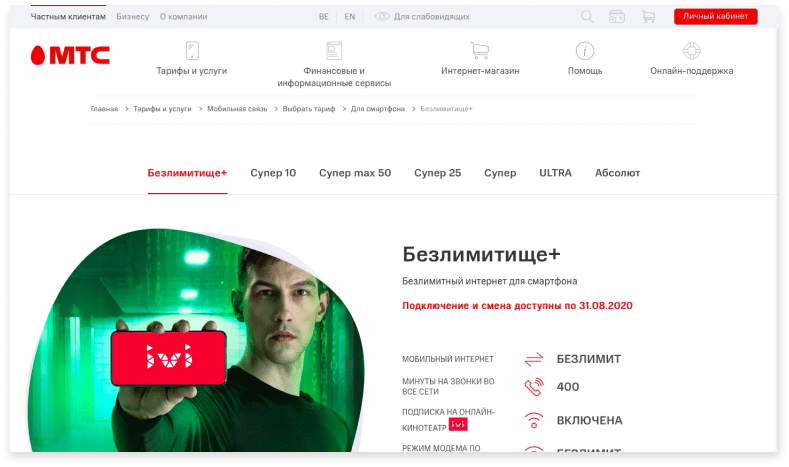 Частным клиентам Бизнесу О компании BE EN Для слабовидящих Личный кабинет
МТС
Тарифы и услуги Финансовые и информационные сервисы Интернет-магазин Помощь Онлайн-поддержка
Главная > Тарифы и услуги > Мобильная связь > Выбрать тариф > Для смартфона > Безлимитище+
Безлимитище+ Супер 10 Супер max 50 Супер 25 Супер ULTRA Абсолют
Безлимитище+
Безлимитный интернет для смартфона
Подключение и смена доступны по 31.08.2020
ivi
МОБИЛЬНЫЙ ИНТЕРНЕТ БЕЗЛИМИТ
МИНУТЫ НА ЗВОНКИ ВО
ВСЕ СЕТИ 400
ПОДПИСКА НА ОНЛАЙН-
КИНОТЕАТР ivi ВКЛЮЧЕНА
РЕЖИМ МОДЕМА ПО БЕЗЛИМИТ